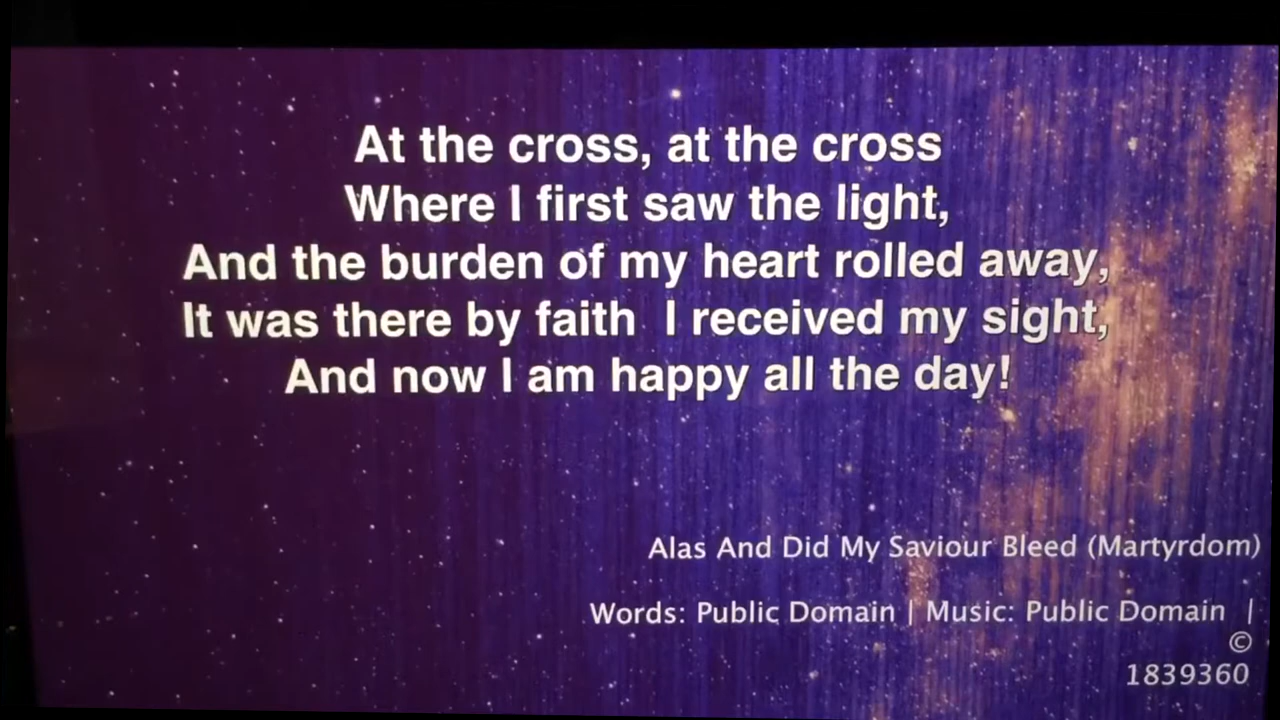 At the cross, at the cross
Where I first saw the light,
And the burden of my heart rolled away,
It was there by faith I received my sight,
And now I am happy all the day!
Alas And Did My Saviour Bleed (Martyrdom)
Words: Public Domain | Music: Public Domain |
©
1839360